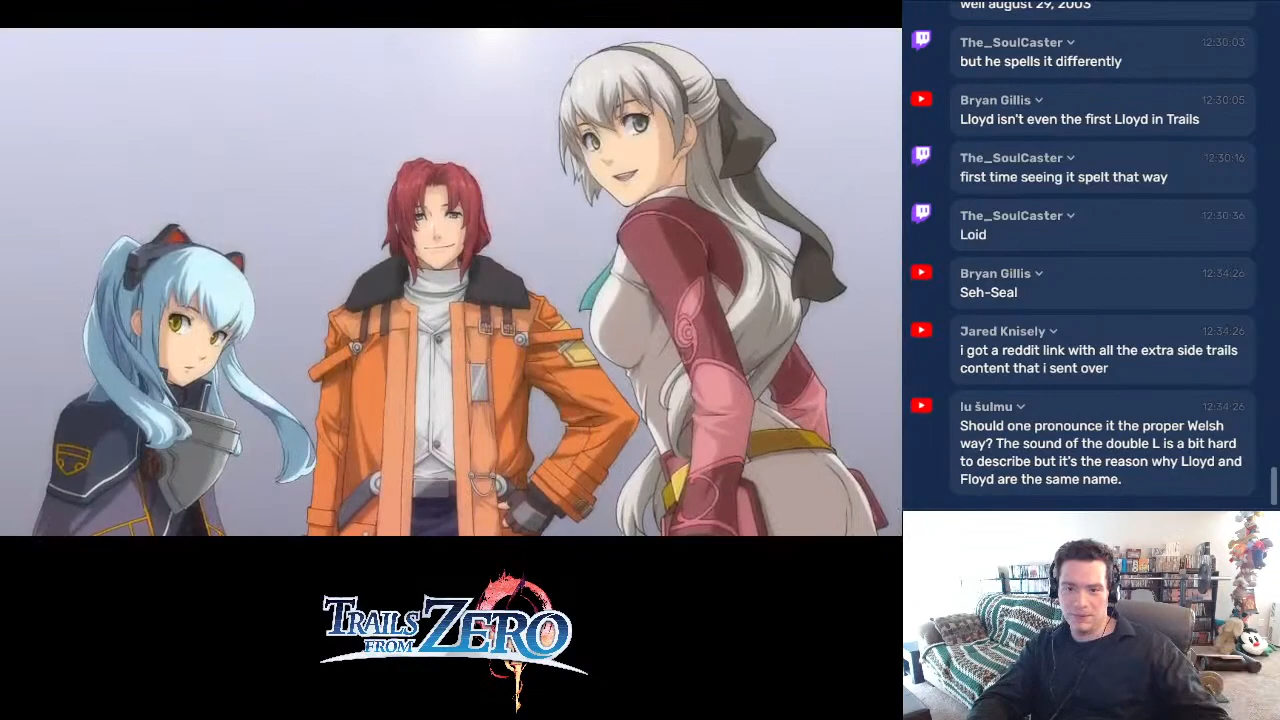 well august 29, 2003
The_SoulCaster 12:30:03
but he spells it differently
Bryan Gillis 12:30:05
Lloyd isn't even the first Lloyd in Trails
The_SoulCaster 12:30:16
first time seeing it spelt that way
The_SoulCaster 12:30:36
Loid
Bryan Gillis 12:34:26
Seh-Seal
Jared Knisely 12:34:26
i got a reddit link with all the extra side trails
content that i sent over
lu šulmu 12:34:26
Should one pronounce it the proper Welsh
way? The sound of the double L is a bit hard
to describe but it's the reason why Lloyd and
Floyd are the same name.
TRAILS
FROM
ZERO